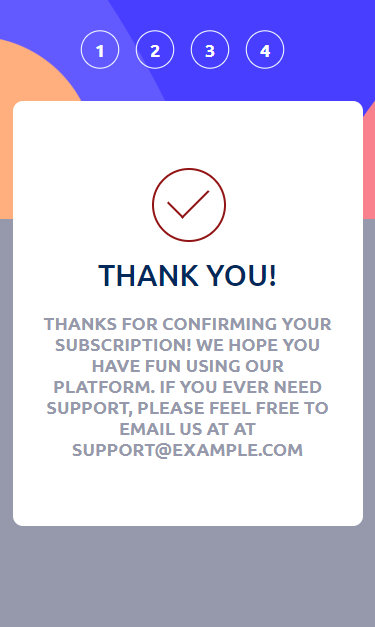 1 2 3 4
THANK YOU!
THANKS FOR CONFIRMING YOUR
SUBSCRIPTION! WE HOPE YOU
HAVE FUN USING OUR
PLATFORM. IF YOU EVER NEED
SUPPORT, PLEASE FEEL FREE TO
EMAIL US AT AT
SUPPORT@EXAMPLE.COM